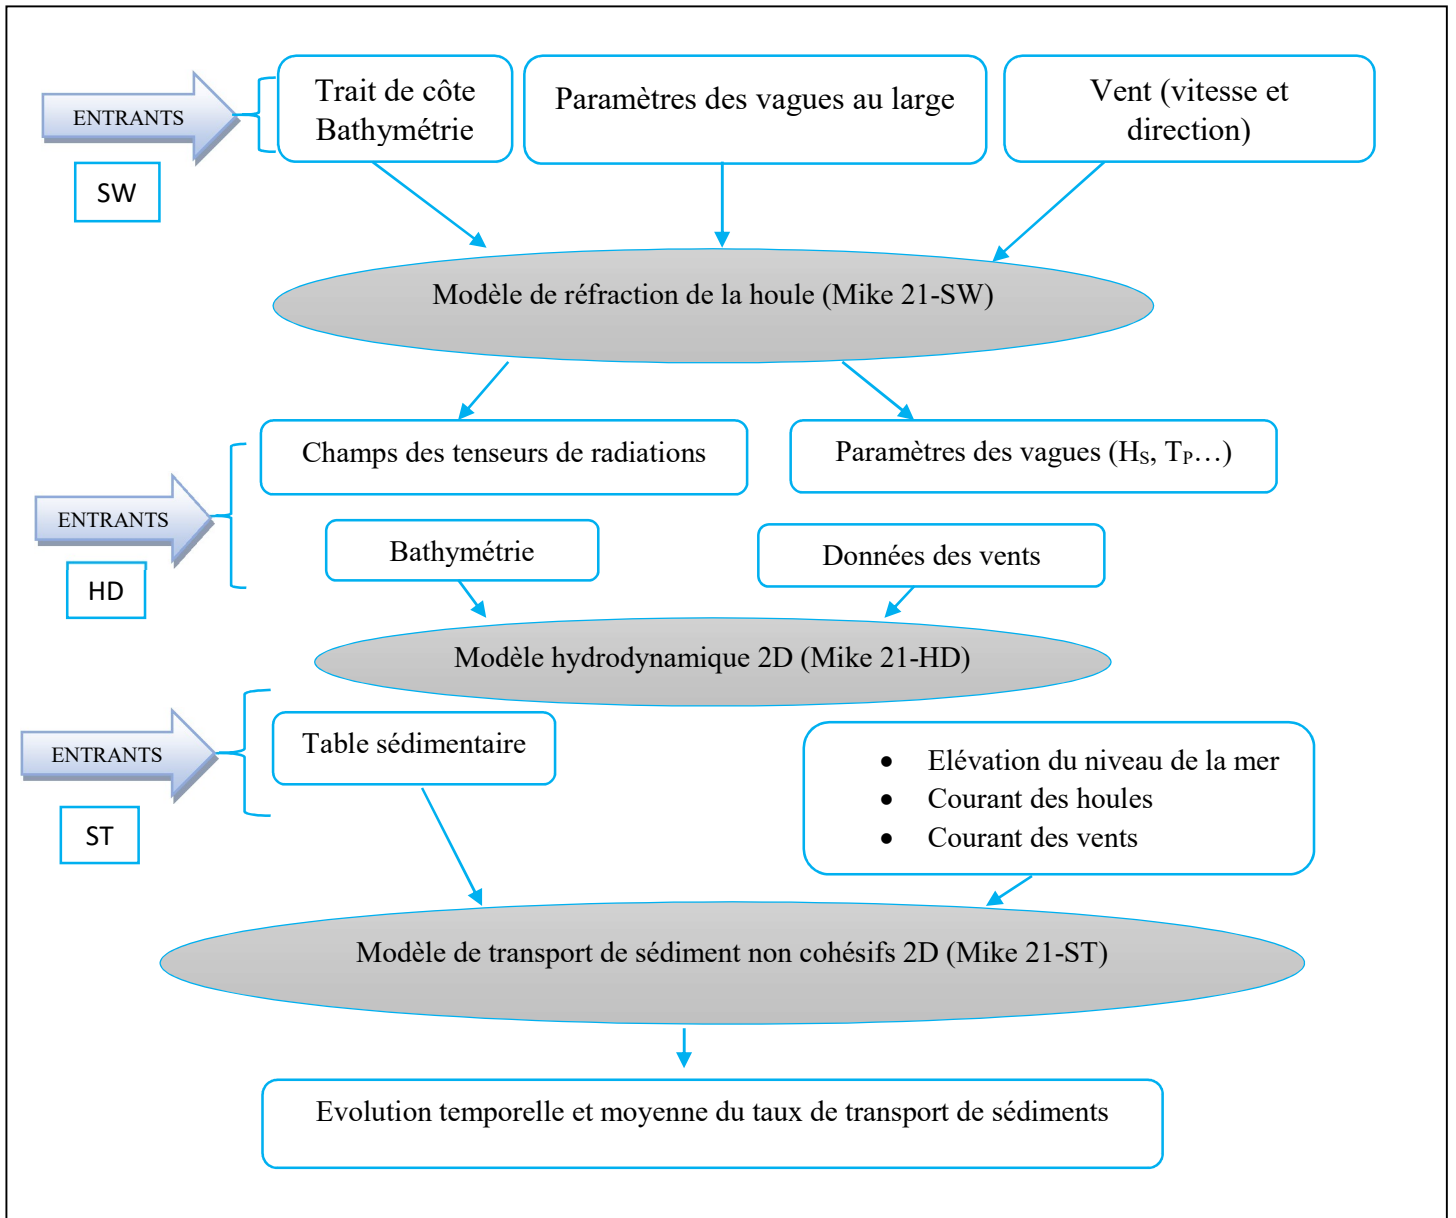 ENTRANTS
SW
Trait de côte
Bathymétrie
Paramètres des vagues au large
Vent (vitesse et
direction)
Modèle de réfraction de la houle (Mike 21-SW)
Champs des tenseurs de radiations
Paramètres des vagues (HS, TP…)
ENTRANTS
HD
Bathymétrie
Données des vents
Modèle hydrodynamique 2D (Mike 21-HD)
ENTRANTS
ST
Table sédimentaire
• Elévation du niveau de la mer
• Courant des houles
• Courant des vents
Modèle de transport de sédiment non cohésifs 2D (Mike 21-ST)
Evolution temporelle et moyenne du taux de transport de sédiments